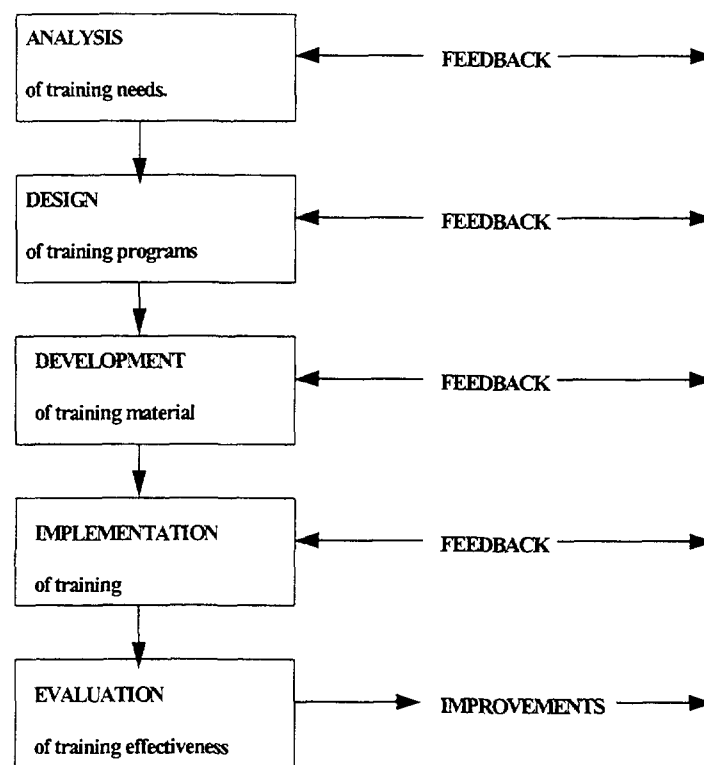 ANALYSIS
FEEDBACK
of training needs.
DESIGN
FEEDBACK
of training programs
DEVELOPMENT
FEEDBACK
of training material
IMPLEMENTATION
FEEDBACK
of training
EVALUATION
IMPROVEMENTS
of training effectiveness